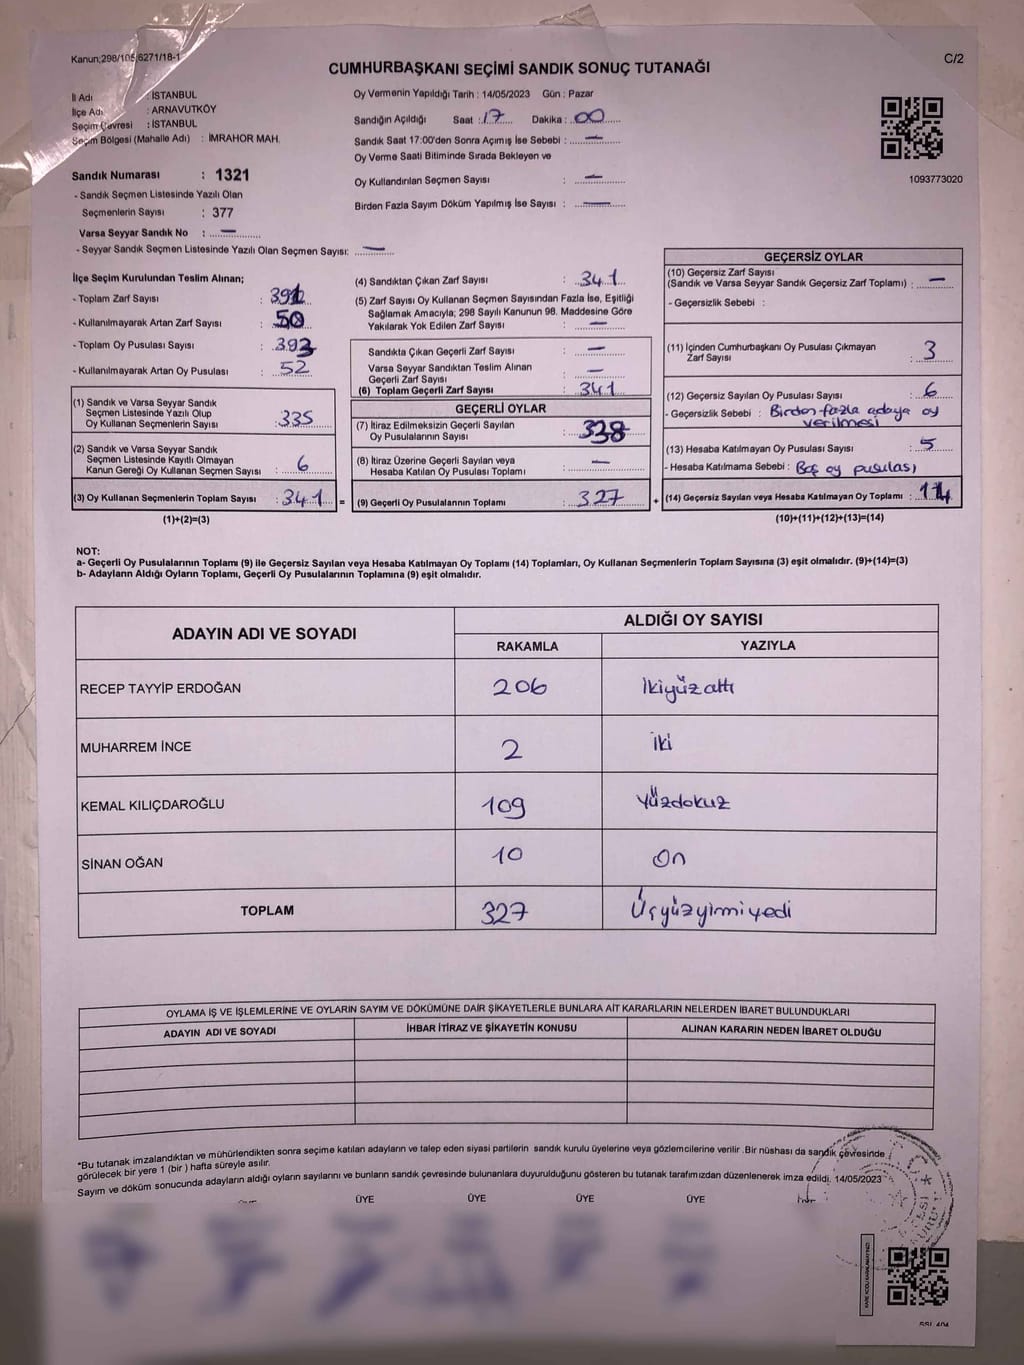 Kanun;298/105,6271/18-1
C/2
CUMHURBAŞKANI SEÇİMİ SANDIK SONUÇ TUTANAĞI
İl Adı : İSTANBUL
İlçe Adı : ARNAVUTKÖY
Seçim Çevresi : İSTANBUL
Seçim Bölgesi (Mahalle Adı) : İMRAHOR MAH.
Oy Vermenin Yapıldığı Tarih : 14/05/2023 Gün : Pazar
Sandığın Açıldığı Saat : 17 Dakika : 00
Sandık Saat 17:00'den Sonra Açımış İse Sebebi : —
Oy Verme Saati Bitiminde Sırada Bekleyen ve
Oy Kullandırılan Seçmen Sayısı : —
Birden Fazla Sayım Döküm Yapılmış İse Sayısı : —
1093773020
Sandık Numarası : 1321
- Sandık Seçmen Listesinde Yazılı Olan
Seçmenlerin Sayısı : 377
Varsa Seyyar Sandık No : —
- Seyyar Sandık Seçmen Listesinde Yazılı Olan Seçmen Sayısı: —
İlçe Seçim Kurulundan Teslim Alınan;
- Toplam Zarf Sayısı :
- Kullanılmayarak Artan Zarf Sayısı : 50
- Toplam Oy Pusulası Sayısı : 393
- Kullanılmayarak Artan Oy Pusulası : 52
(1) Sandık ve Varsa Seyyar Sandık
Seçmen Listesinde Yazılı Olup
Oy Kullanan Seçmenlerin Sayısı : 335
(2) Sandık ve Varsa Seyyar Sandık
Seçmen Listesinde Kayıtlı Olmayan
Kanun Gereği Oy Kullanan Seçmen Sayısı : 6
(3) Oy Kullanan Seçmenlerin Toplam Sayısı : 341 =
(1)+(2)=(3)
(4) Sandıktan Çıkan Zarf Sayısı : 341
(5) Zarf Sayısı Oy Kullanan Seçmen Sayısından Fazla İse, Eşitliği
Sağlamak Amacıyla; 298 Sayılı Kanunun 98. Maddesine Göre
Yakılarak Yok Edilen Zarf Sayısı : —
Sandıkta Çıkan Geçerli Zarf Sayısı : —
Varsa Seyyar Sandıktan Teslim Alınan
Geçerli Zarf Sayısı : —
(6) Toplam Geçerli Zarf Sayısı : 341
GEÇERLİ OYLAR
(7) İtiraz Edilmeksizin Geçerli Sayılan
Oy Pusulalarının Sayısı :
(8) İtiraz Üzerine Geçerli Sayılan veya
Hesaba Katılan Oy Pusulası Toplamı : —
(9) Geçerli Oy Pusulalarının Toplamı : 327 +
GEÇERSİZ OYLAR
(10) Geçersiz Zarf Sayısı
(Sandık ve Varsa Seyyar Sandık Geçersiz Zarf Toplamı) : —
- Geçersizlik Sebebi :
(11) İçinden Cumhurbaşkanı Oy Pusulası Çıkmayan
Zarf Sayısı : 3
(12) Geçersiz Sayılan Oy Pusulası Sayısı : 6
- Geçersizlik Sebebi : Birden fazla adaya oy
verilmesi
(13) Hesaba Katılmayan Oy Pusulası Sayısı : 5
- Hesaba Katılmama Sebebi : Boş oy pusulası
(14) Geçersiz Sayılan veya Hesaba Katılmayan Oy Toplamı : 14
(10)+(11)+(12)+(13)=(14)
NOT:
a- Geçerli Oy Pusulalarının Toplamı (9) ile Geçersiz Sayılan veya Hesaba Katılmayan Oy Toplamı (14) Toplamları, Oy Kullanan Seçmenlerin Toplam Sayısına (3) eşit olmalıdır. (9)+(14)=(3)
b- Adayların Aldığı Oyların Toplamı, Geçerli Oy Pusulalarının Toplamına (9) eşit olmalıdır.
ADAYIN ADI VE SOYADI
ALDIĞI OY SAYISI
RAKAMLA YAZIYLA
RECEP TAYYİP ERDOĞAN 206 İkiyüzaltı
MUHARREM İNCE 2 iki
KEMAL KILIÇDAROĞLU 109 Yüzdokuz
SİNAN OĞAN 10 On
TOPLAM 327 Üçyüzyirmiyedi
OYLAMA İŞ VE İŞLEMLERİNE VE OYLARIN SAYIM VE DÖKÜMÜNE DAİR ŞİKAYETLERLE BUNLARA AİT KARARLARIN NELERDEN İBARET BULUNDUKLARI
ADAYIN ADI VE SOYADI İHBAR İTİRAZ VE ŞİKAYETİN KONUSU ALINAN KARARIN NEDEN İBARET OLDUĞU
*Bu tutanak imzalandıktan ve mühürlendikten sonra seçime katılan adayların ve talep eden siyasi partilerin sandık kurulu üyelerine veya gözlemcilerine verilir .Bir nüshası da sandık çevresinde
görülecek bir yere 1 (bir ) hafta süreyle asılır.
Sayım ve döküm sonucunda adayların aldığı oyların sayılarını ve bunların sandık çevresinde bulunanlara duyurulduğunu gösteren bu tutanak tarafımızdan düzenlenerek imza edildi. 14/05/2023
ÜYE ÜYE ÜYE ÜYE